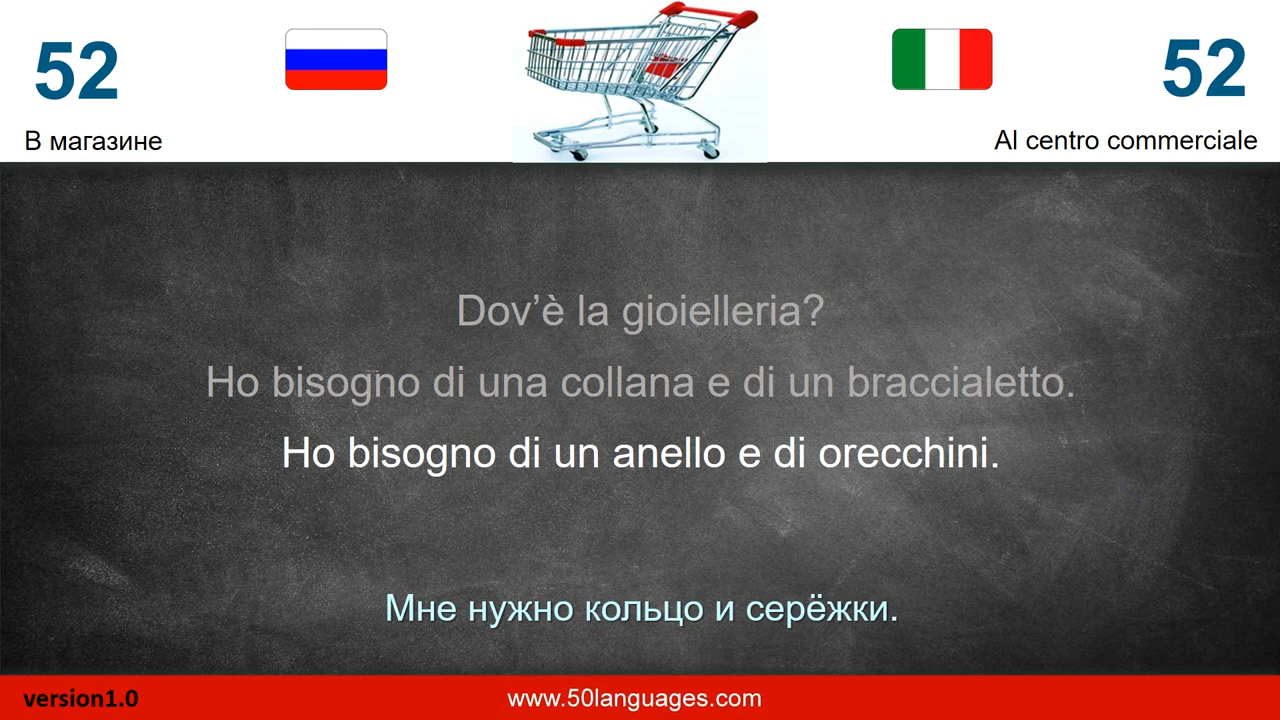 52
52
В магазине
Al centro commerciale
Dov’è la gioielleria?
Ho bisogno di una collana e di un braccialetto.
Ho bisogno di un anello e di orecchini.
Мне нужно кольцо и серёжки.
version1.0
www.50languages.com